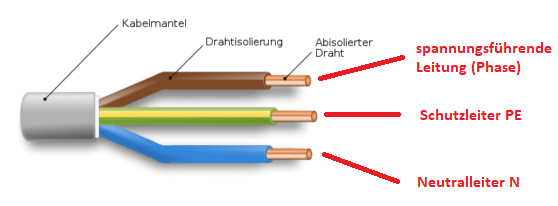 Kabelmantel
Drahtisolierung
Abisolierter
Draht
spannungsführende
Leitung (Phase)
Schutzleiter PE
Neutralleiter N